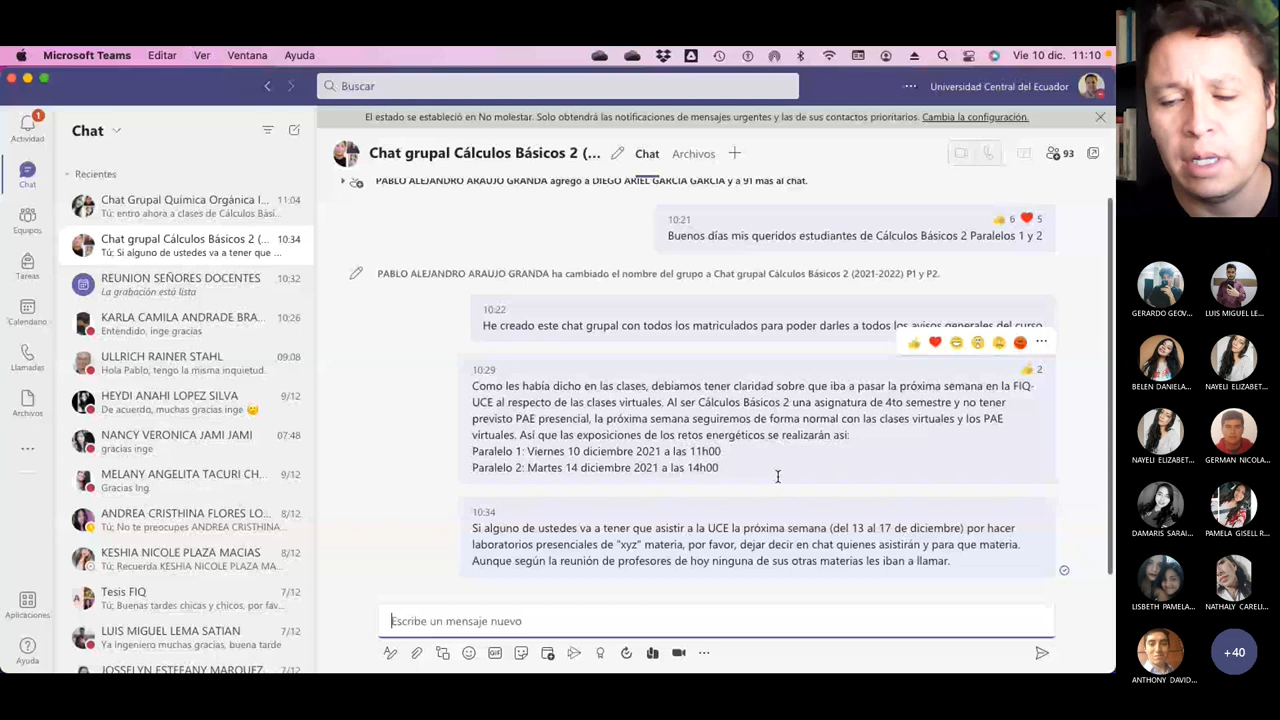 Microsoft Teams Editar Ver Ventana Ayuda
Vie 10 dic. 11:10
Buscar
Universidad Central del Ecuador
El estado se estableció en No molestar. Solo obtendrá las notificaciones de mensajes urgentes y las de sus contactos prioritarios. Cambia la configuración.
1
Actividad
Chat
Equipos
Tareas
Calendario
Llamadas
Archivos
Aplicaciones
Ayuda
Chat
Recientes
Chat Grupal Química Orgánica I... 11:04
Tú: entro ahora a clases de Cálculos Bási...
Chat grupal Cálculos Básicos 2 (... 10:34
Tú: Si alguno de ustedes va a tener que ...
REUNION SEÑORES DOCENTES 10:32
La grabación está lista
KARLA CAMILA ANDRADE BRA... 10:26
Entendido, inge gracias
ULLRICH RAINER STAHL 09:08
Hola Pablo, tengo la misma inquietud.
HEYDI ANAHI LOPEZ SILVA 9/12
De acuerdo, muchas gracias inge
NANCY VERONICA JAMI JAMI 07:48
gracias inge
MELANY ANGELITA TACURI CH... 9/12
Gracias Ing.
ANDREA CRISTHINA FLORES LO... 8/12
Tú: No te preocupes ANDREA CRISTHINA...
KESHIA NICOLE PLAZA MACIAS 8/12
Tú: Recuerda KESHIA NICOLE PLAZA MA...
Tesis FIQ 8/12
Tú: Buenas tardes chicas y chicos, por fav...
LUIS MIGUEL LEMA SATIAN 7/12
Ya ingeniero muchas gracias, buena tarde
JOSSELYN ESTEFANY MARQUEZ... 7/12
Chat grupal Cálculos Básicos 2 (... Chat Archivos
93
PABLO ALEJANDRO ARAUJO GRANDA agregó a DIEGO ARIEL GARCIA GARCIA y a 91 más al chat.
10:21 6 5
Buenos días mis queridos estudiantes de Cálculos Básicos 2 Paralelos 1 y 2
PABLO ALEJANDRO ARAUJO GRANDA ha cambiado el nombre del grupo a Chat grupal Cálculos Básicos 2 (2021-2022) P1 y P2.
10:22
He creado este chat grupal con todos los matriculados para poder darles a todos los avisos generales del curso
10:29 2
Como les había dicho en las clases, debíamos tener claridad sobre que iba a pasar la próxima semana en la FIQ-
UCE al respecto de las clases virtuales. Al ser Cálculos Básicos 2 una asignatura de 4to semestre y no tener
previsto PAE presencial, la próxima semana seguiremos de forma normal con las clases virtuales y los PAE
virtuales. Así que las exposiciones de los retos energéticos se realizarán así:
Paralelo 1: Viernes 10 diciembre 2021 a las 11h00
Paralelo 2: Martes 14 diciembre 2021 a las 14h00
10:34
Si alguno de ustedes va a tener que asistir a la UCE la próxima semana (del 13 al 17 de diciembre) por hacer
laboratorios presenciales de "xyz" materia, por favor, dejar decir en chat quienes asistirán y para que materia.
Aunque según la reunión de profesores de hoy ninguna de sus otras materias les iban a llamar.
Escribe un mensaje nuevo
GIF
GERARDO GEOV...
LUIS MIGUEL LE...
BELEN DANIELA...
NAYELI ELIZABET...
NAYELI ELIZABET...
GERMAN NICOLA...
DAMARIS SARAI...
PAMELA GISELL R...
LISBETH PAMELA...
NATHALY CARELI...
ANTHONY DAVID...
+40